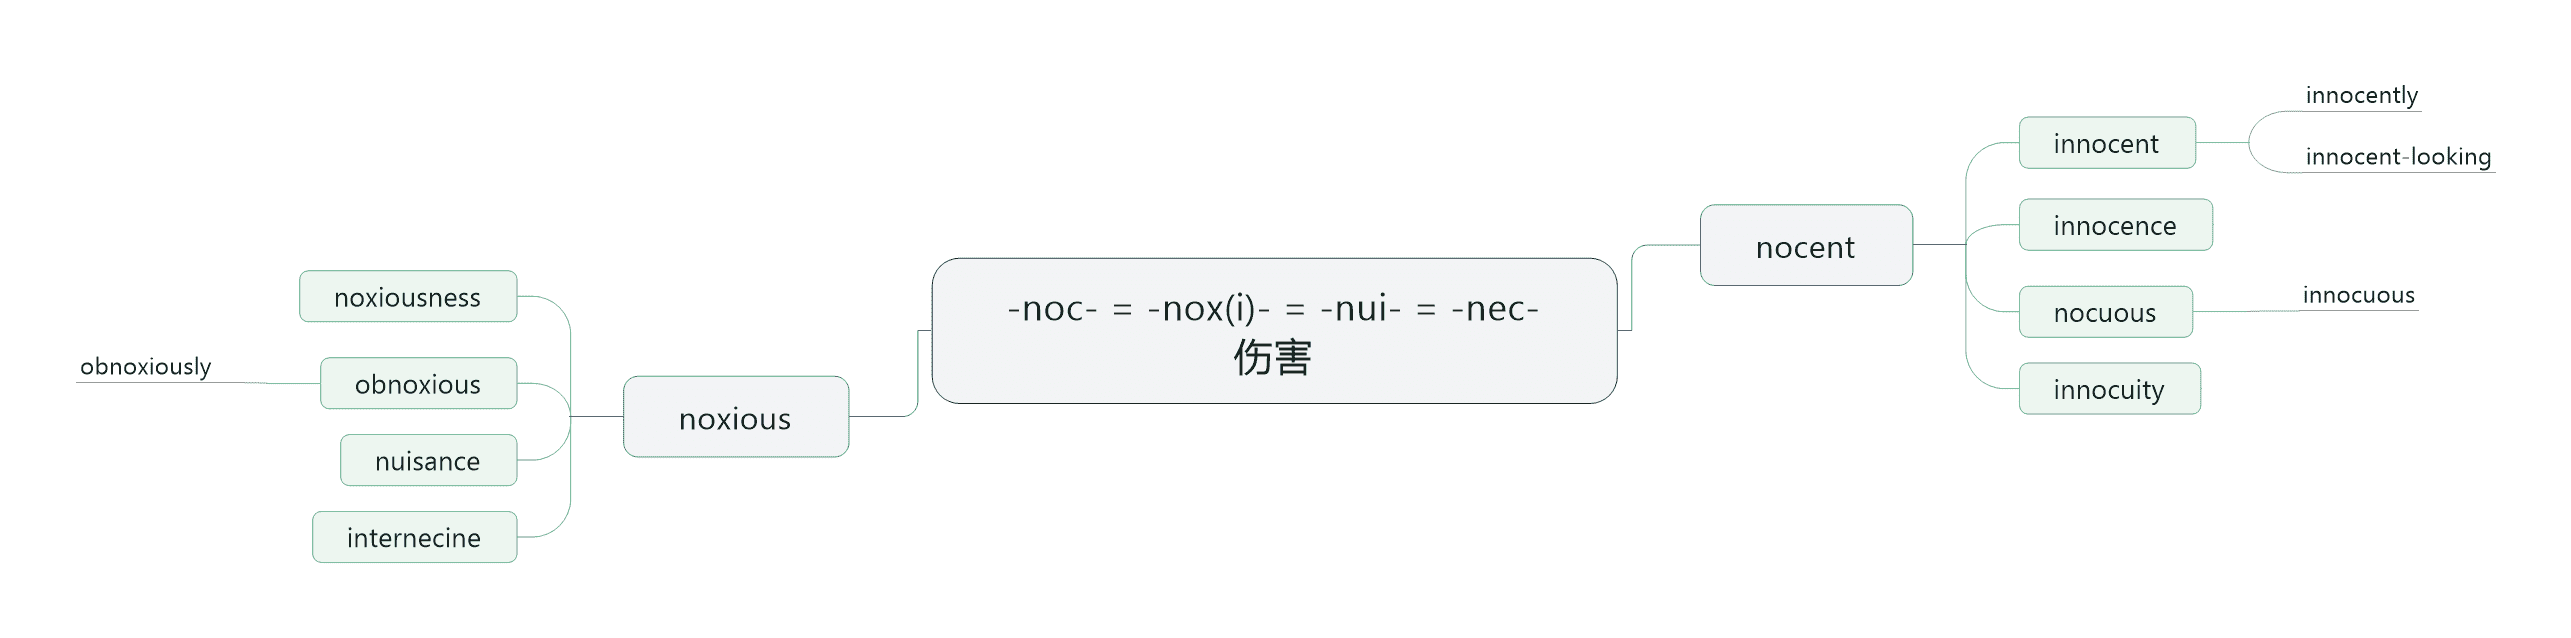 -noc- = -nox(i)- = -nui- = -nec-
伤害
nocent
innocent
innocently
innocent-looking
innocence
nocuous
innocuous
innocuity
noxious
noxiousness
obnoxious
obnoxiously
nuisance
internecine